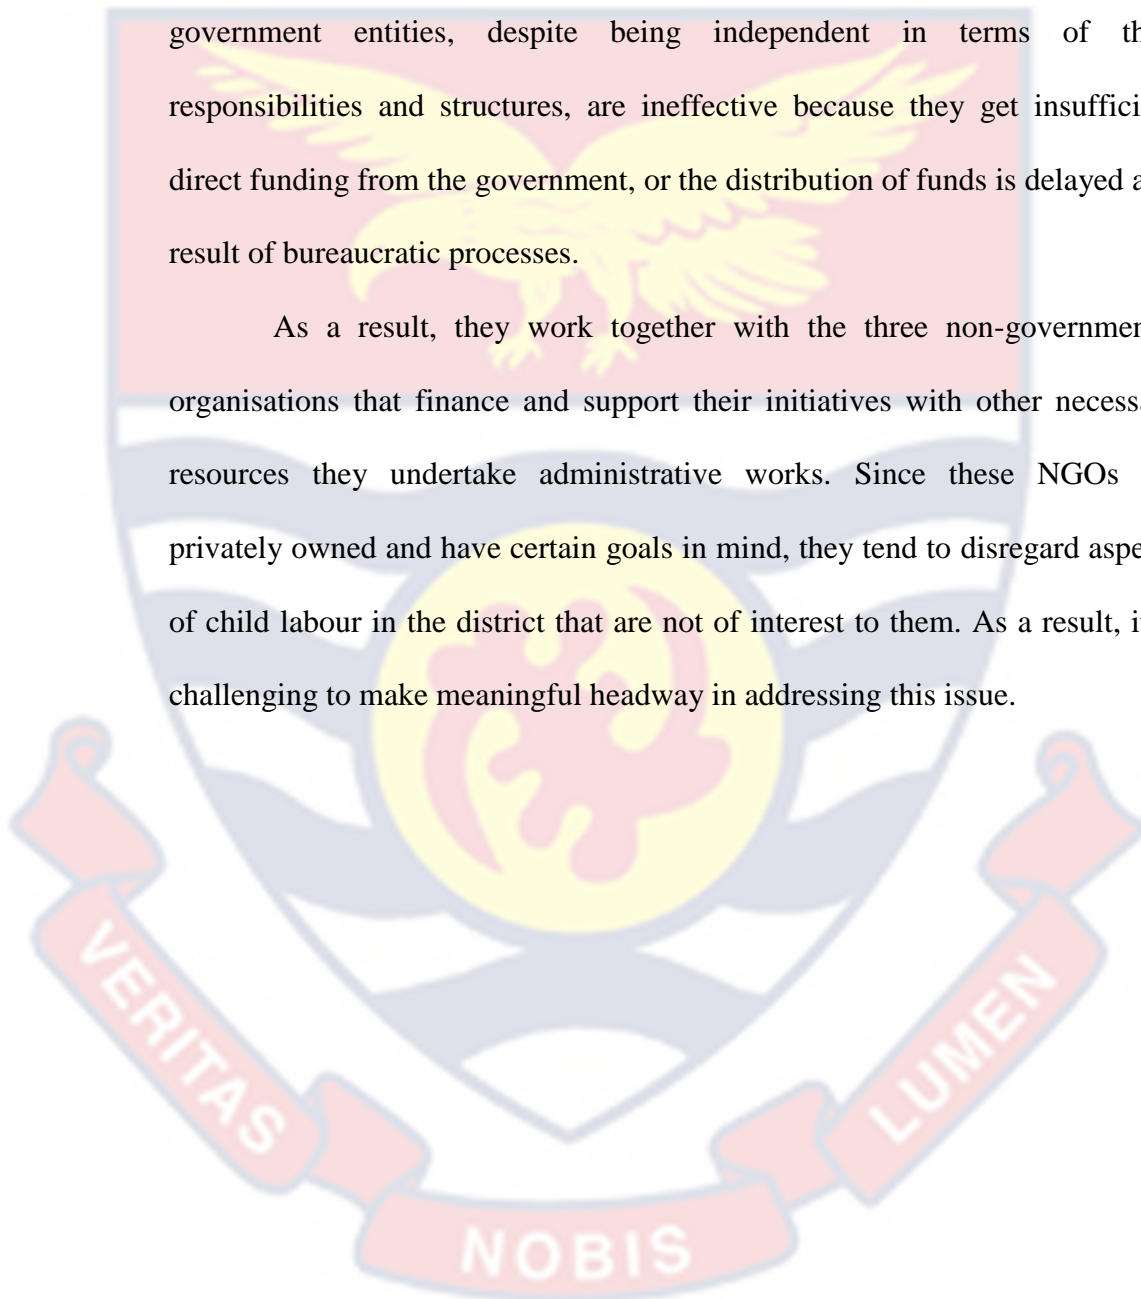 government entities, despite being independent in terms of th
responsibilities and structures, are ineffective because they get insuffici
direct funding from the government, or the distribution of funds is delayed a
result of bureaucratic processes.
As a result, they work together with the three non-governmen
organisations that finance and support their initiatives with other necess
resources they undertake administrative works. Since these NGOs
privately owned and have certain goals in mind, they tend to disregard aspe
of child labour in the district that are not of interest to them. As a result, i
challenging to make meaningful headway in addressing this issue.
VERITAS
NOBIS
LUMEN